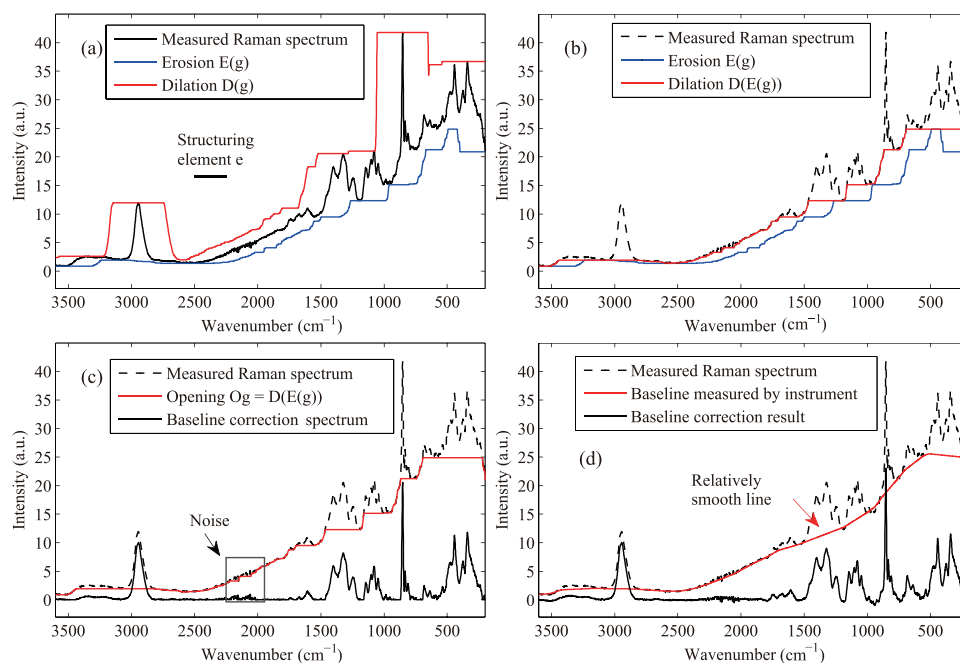 (a)
Measured Raman spectrum
Erosion E(g)
Dilation D(g)
Structuring
element e
Intensity (a.u.)
40
35
30
25
20
15
10
5
0
3500
3000
2500
2000
1500
1000
500
Wavenumber (cm⁻¹)
(b)
Measured Raman spectrum
Erosion E(g)
Dilation D(E(g))
Intensity (a.u.)
40
35
30
25
20
15
10
5
0
3500
3000
2500
2000
1500
1000
500
Wavenumber (cm⁻¹)
(c)
Measured Raman spectrum
Opening Og = D(E(g))
Baseline correction spectrum
Noise
Intensity (a.u.)
40
35
30
25
20
15
10
5
0
3500
3000
2500
2000
1500
1000
500
Wavenumber (cm⁻¹)
Measured Raman spectrum
Baseline measured by instrument
Baseline correction result
(d)
Relatively
smooth line
Intensity (a.u.)
40
35
30
25
20
15
10
5
0
3500
3000
2500
2000
1500
1000
500
Wavenumber (cm⁻¹)